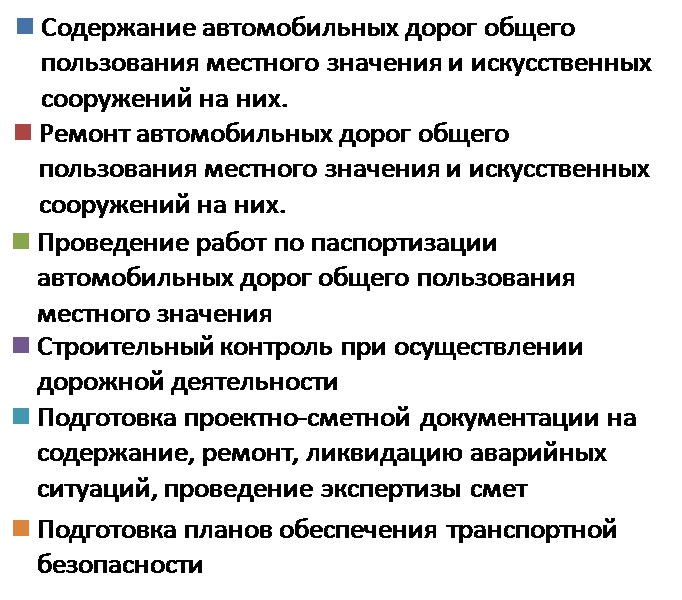 Содержание автомобильных дорог общего
пользования местного значения и искусственных
сооружений на них.
Ремонт автомобильных дорог общего
пользования местного значения и искусственных
сооружений на них.
Проведение работ по паспортизации
автомобильных дорог общего пользования
местного значения
Строительный контроль при осуществлении
дорожной деятельности
Подготовка проектно-сметной документации на
содержание, ремонт, ликвидацию аварийных
ситуаций, проведение экспертизы смет
Подготовка планов обеспечения транспортной
безопасности